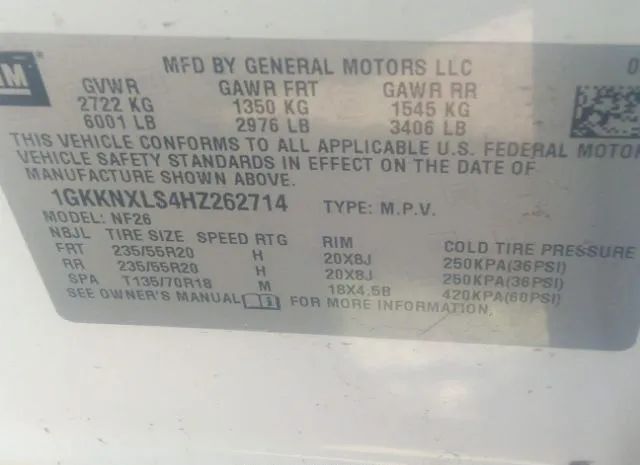 GM
MFD BY GENERAL MOTORS LLC
GVWR GAWR FRT GAWR RR
2722 KG 1350 KG 1545 KG
6001 LB 2976 LB 3406 LB
THIS VEHICLE CONFORMS TO ALL APPLICABLE U.S. FEDERAL MOTOR
VEHICLE SAFETY STANDARDS IN EFFECT ON THE DATE OF
MANUFACTURE SHOWN ABOVE.
1GKKNXLS4HZ262714 TYPE: M.P.V.
MODEL: NF26
NBJL TIRE SIZE SPEED RTG RIM COLD TIRE PRESSURE
FRT 235/55R20 H 20X8J 250KPA(36PSI)
RR 235/55R20 H 20X8J 250KPA(36PSI)
SPA T135/70R18 M 18X4.5B 420KPA(60PSI)
SEE OWNER'S MANUAL FOR MORE INFORMATION.